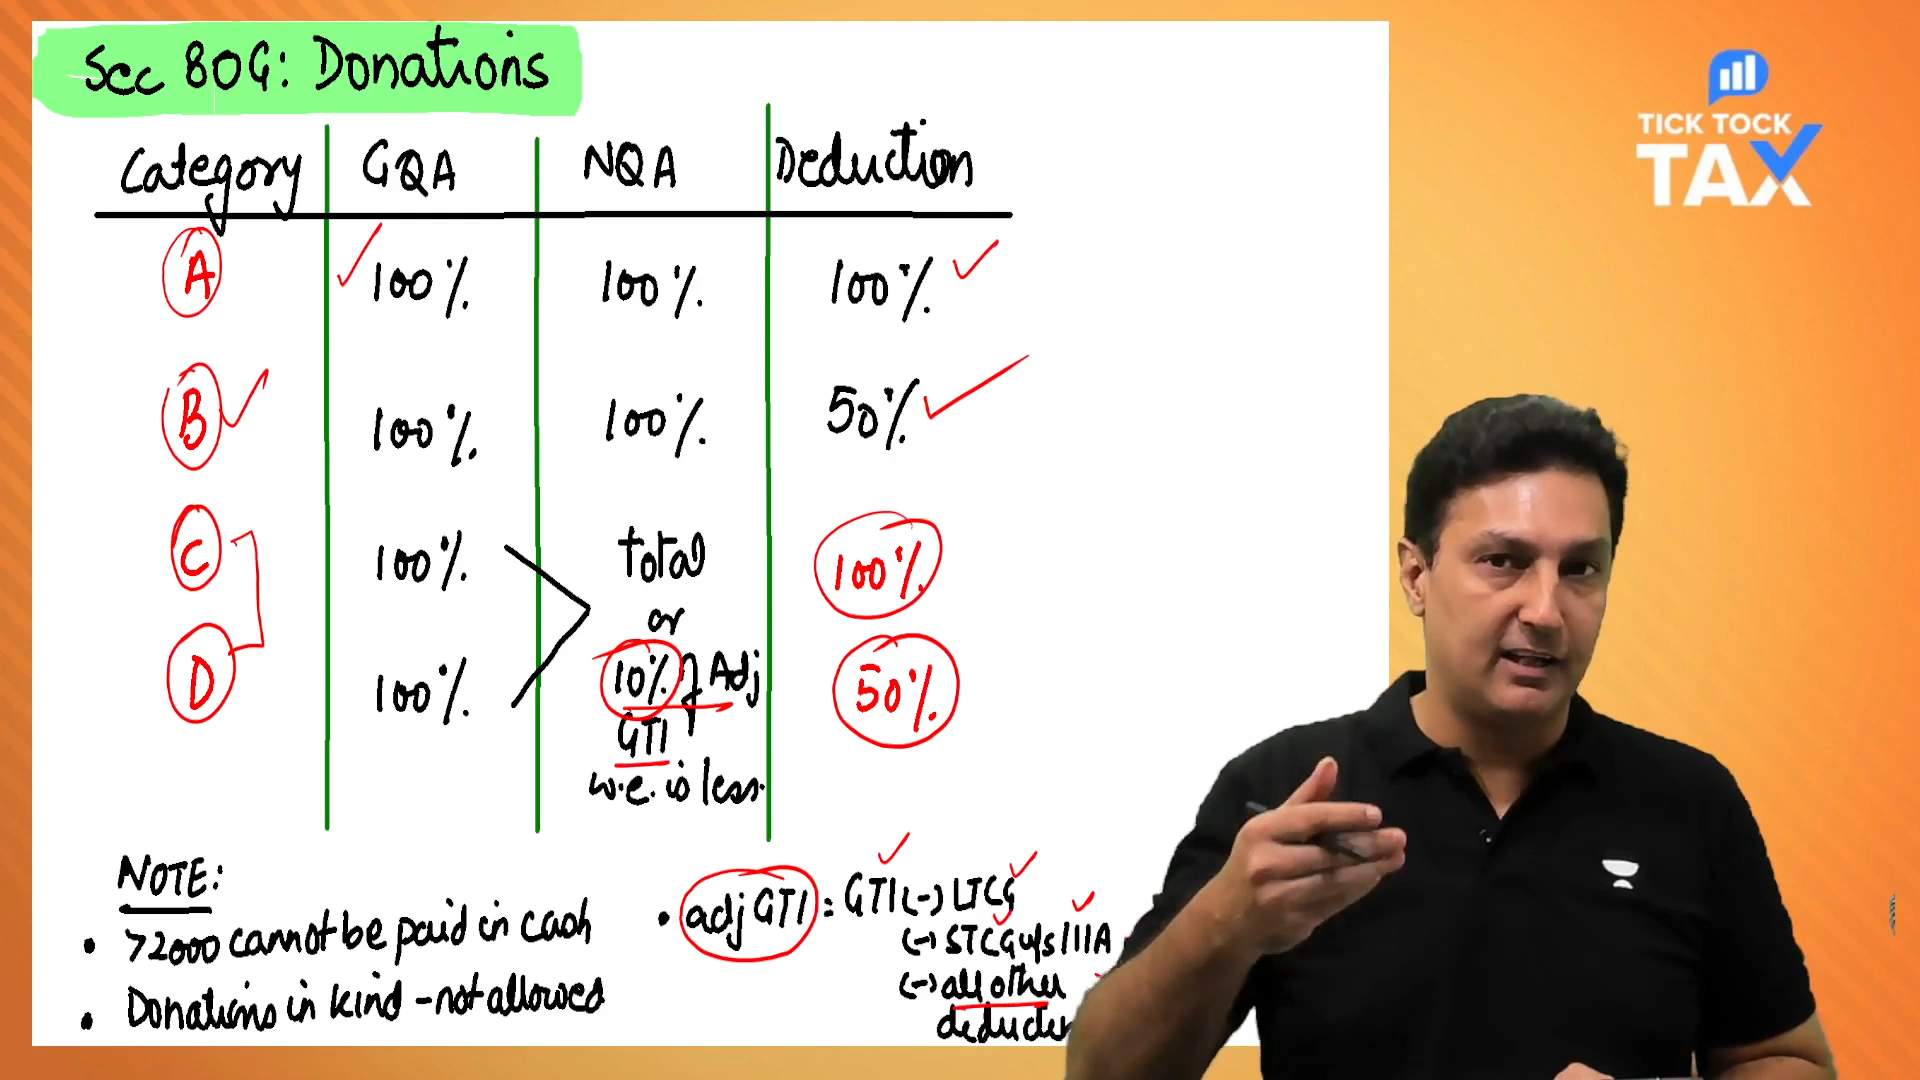 Sec 80G: Donations
TICK TOCK
TAX
Category GQA NQA Deduction
A 100% 100% 100%
B 100% 100% 50%
C 100% total 100%
or
D 100% 10% of Adj 50%
GTI
w.e. is less.
NOTE:
• >2000 cannot be paid in cash
• Donations in kind - not allowed
• adj GTI = GTI (-) LTCG
(-) STCG u/s 111A
(-) all other